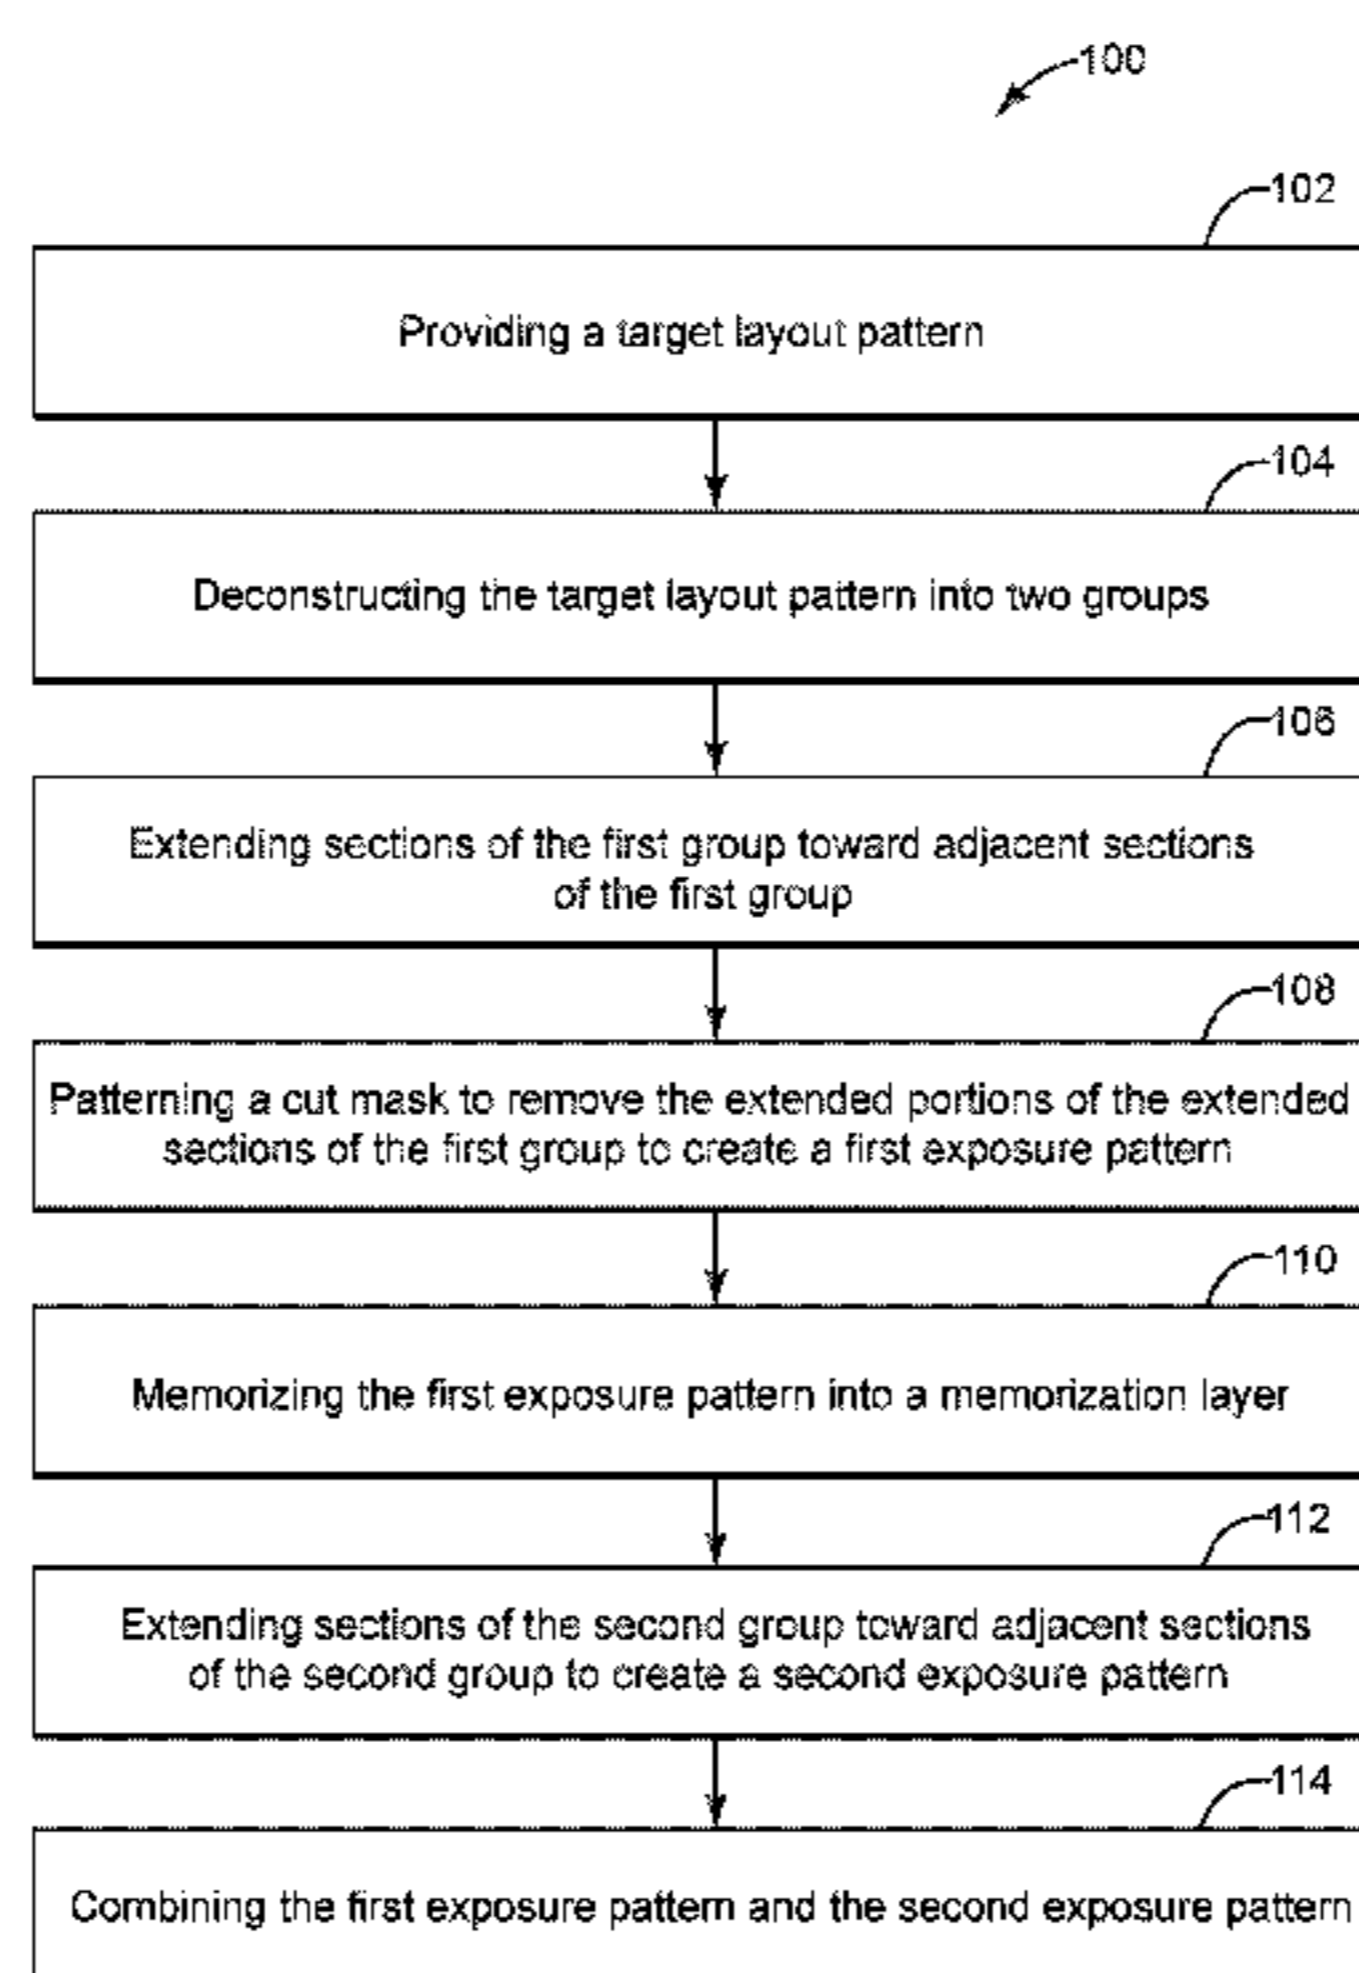 100
102
Providing a target layout pattern
104
Deconstructing the target layout pattern into two groups
106
Extending sections of the first group toward adjacent sections
of the first group
108
Patterning a cut mask to remove the extended portions of the extended
sections of the first group to create a first exposure pattern
110
Memorizing the first exposure pattern into a memorization layer
112
Extending sections of the second group toward adjacent sections
of the second group to create a second exposure pattern
114
Combining the first exposure pattern and the second exposure pattern